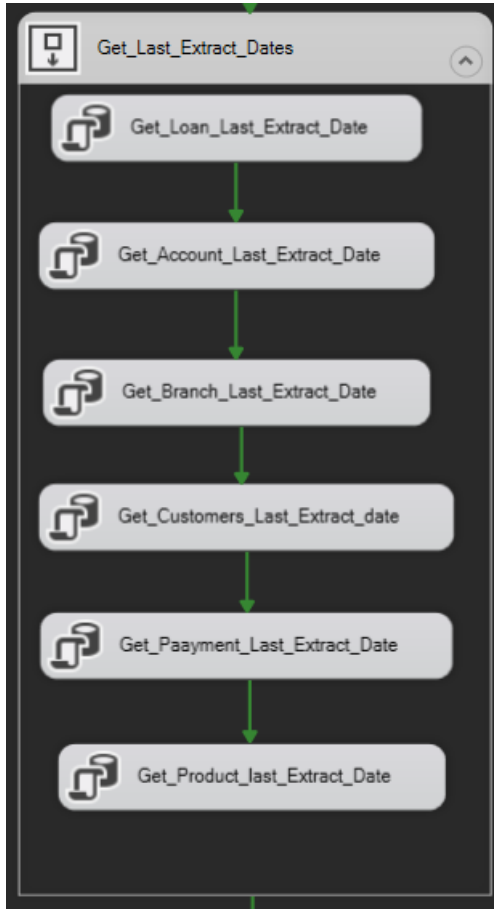 Get_Last_Extract_Dates
Get_Loan_Last_Extract_Date
Get_Account_Last_Extract_Date
Get_Branch_Last_Extract_Date
Get_Customers_Last_Extract_date
Get_Paayment_Last_Extract_Date
Get_Product_last_Extract_Date